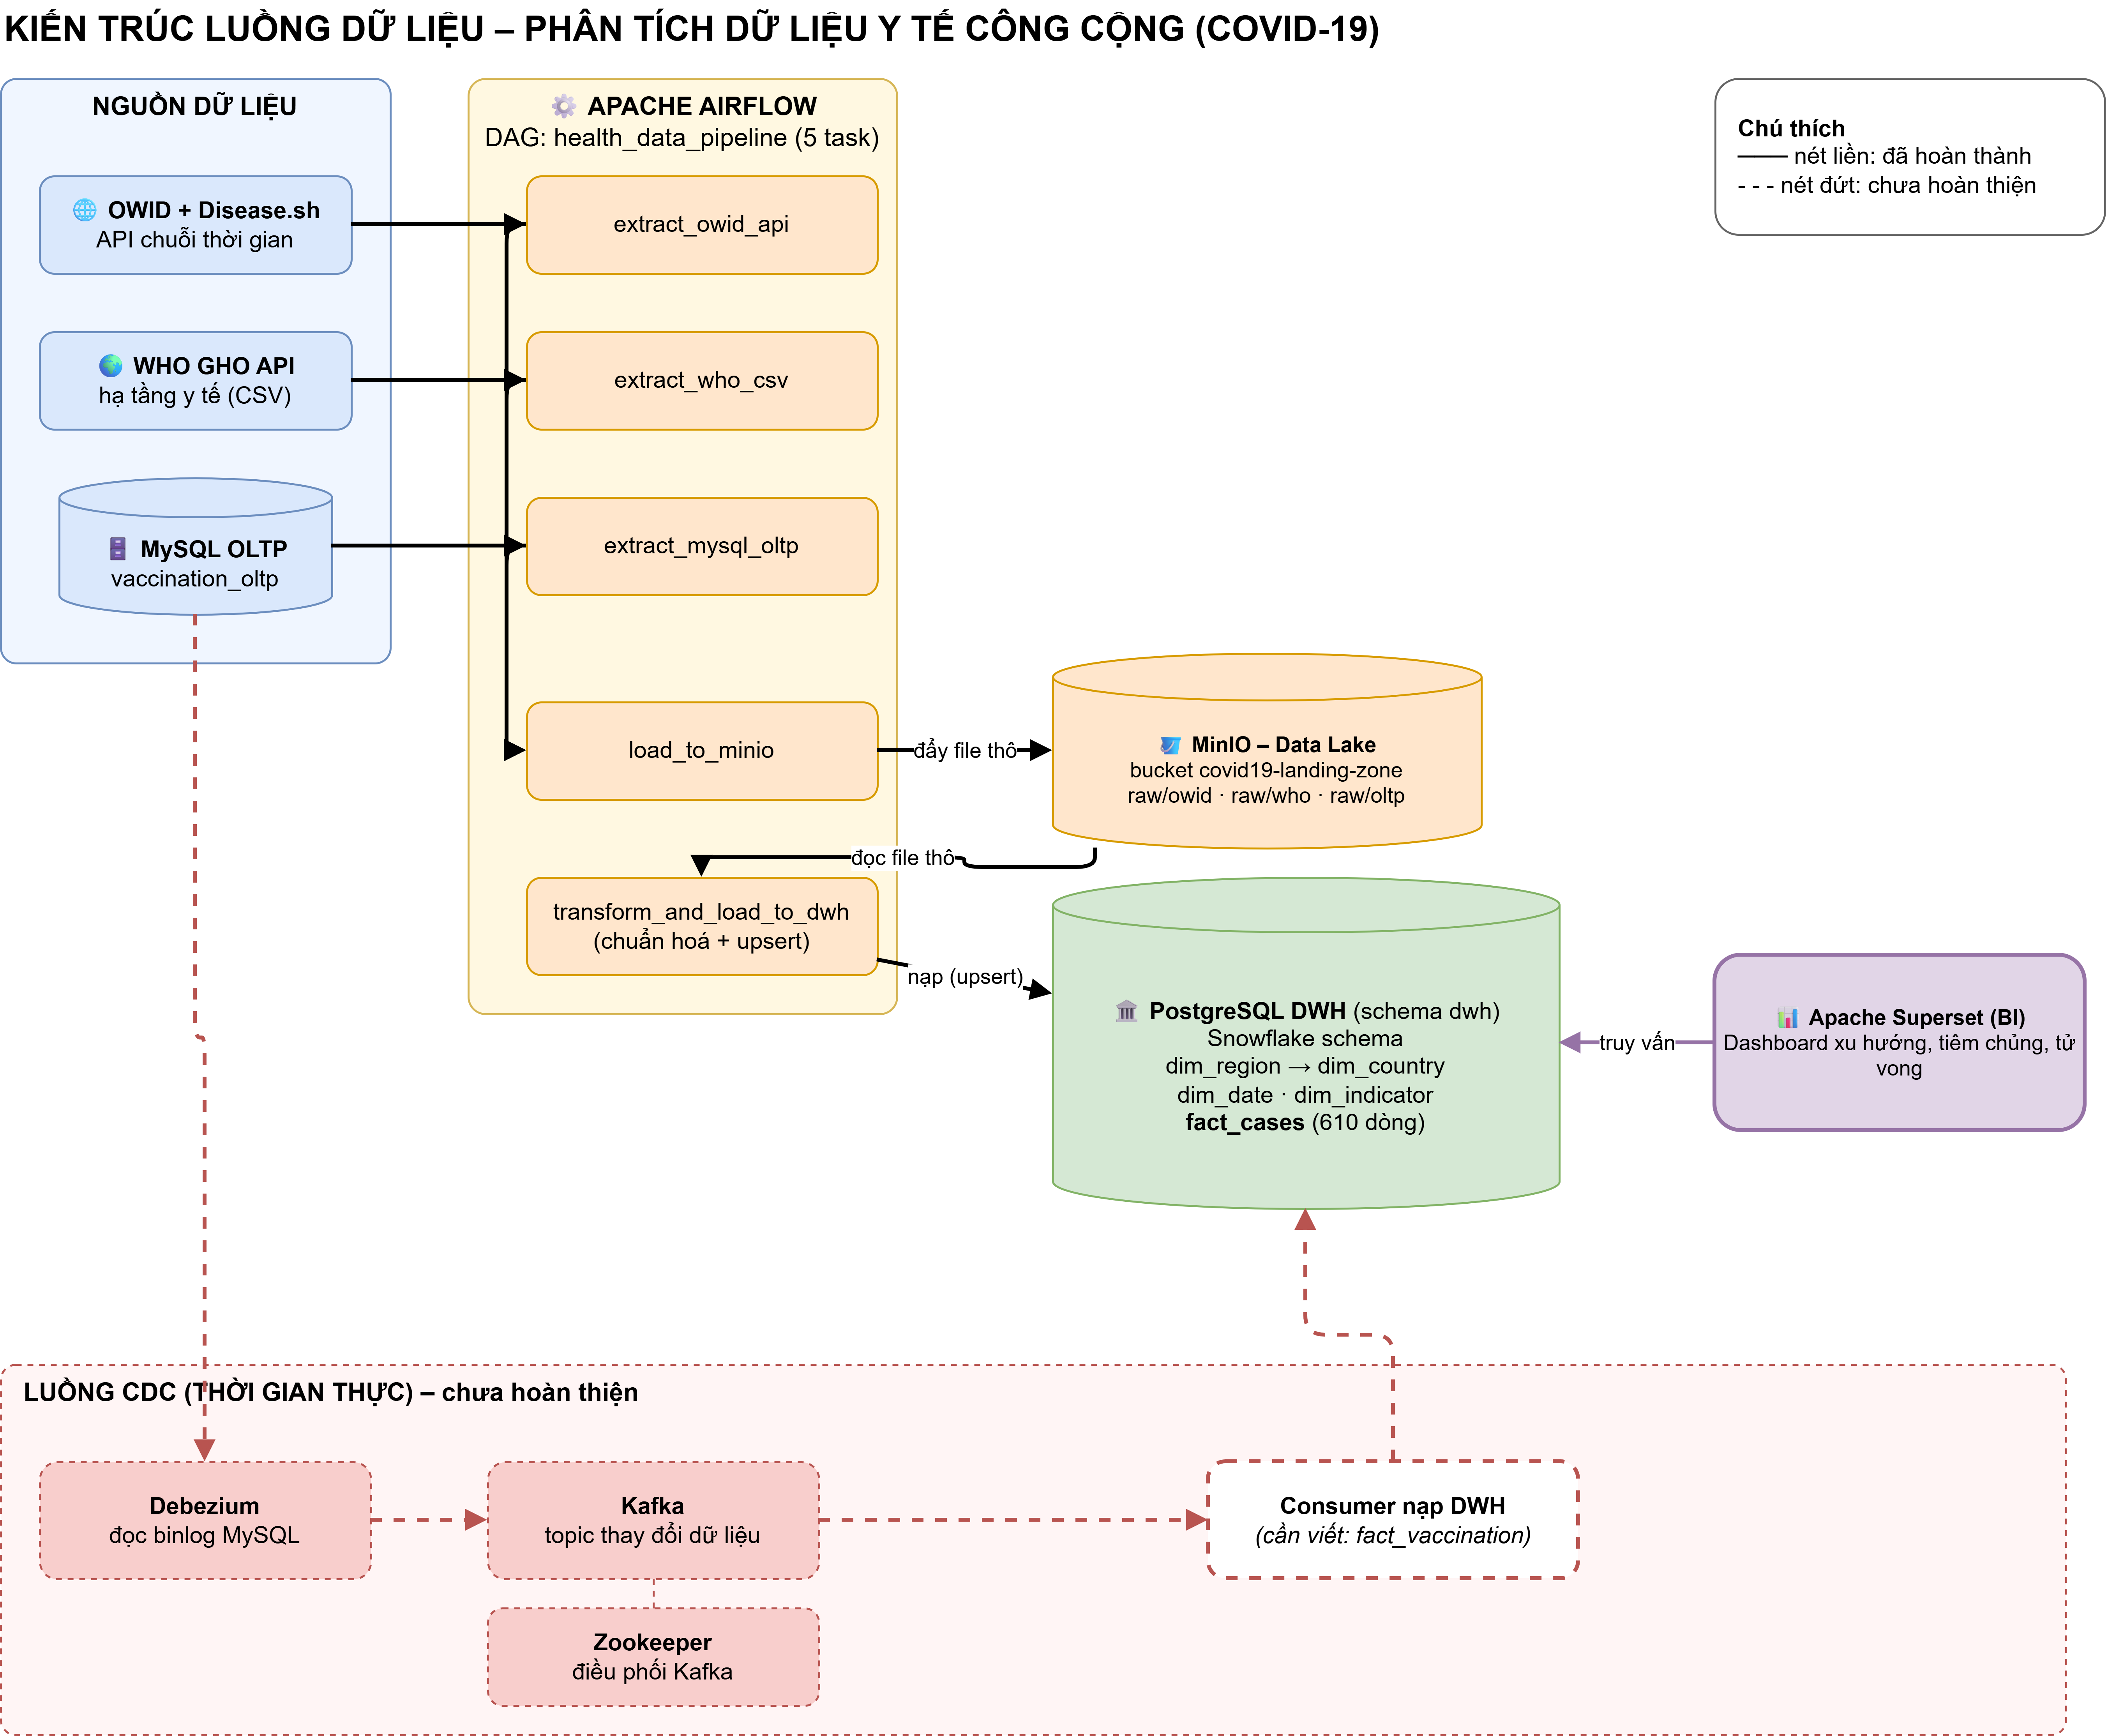 KIẾN TRÚC LUỒNG DỮ LIỆU – PHÂN TÍCH DỮ LIỆU Y TẾ CÔNG CỘNG (COVID-19)
NGUỒN DỮ LIỆU
OWID + Disease.sh
API chuỗi thời gian
WHO GHO API
hạ tầng y tế (CSV)
MySQL OLTP
vaccination_oltp
APACHE AIRFLOW
DAG: health_data_pipeline (5 task)
extract_owid_api
extract_who_csv
extract_mysql_oltp
load_to_minio
transform_and_load_to_dwh
(chuẩn hoá + upsert)
Chú thích
—— nét liền: đã hoàn thành
- - - nét đứt: chưa hoàn thiện
đẩy file thô
MinIO – Data Lake
bucket covid19-landing-zone
raw/owid · raw/who · raw/oltp
đọc file thô
nạp (upsert)
PostgreSQL DWH (schema dwh)
Snowflake schema
dim_region → dim_country
dim_date · dim_indicator
fact_cases (610 dòng)
truy vấn
Apache Superset (BI)
Dashboard xu hướng, tiêm chủng, tử
vong
LUỒNG CDC (THỜI GIAN THỰC) – chưa hoàn thiện
Debezium
đọc binlog MySQL
Kafka
topic thay đổi dữ liệu
Consumer nạp DWH
(cần viết: fact_vaccination)
Zookeeper
điều phối Kafka